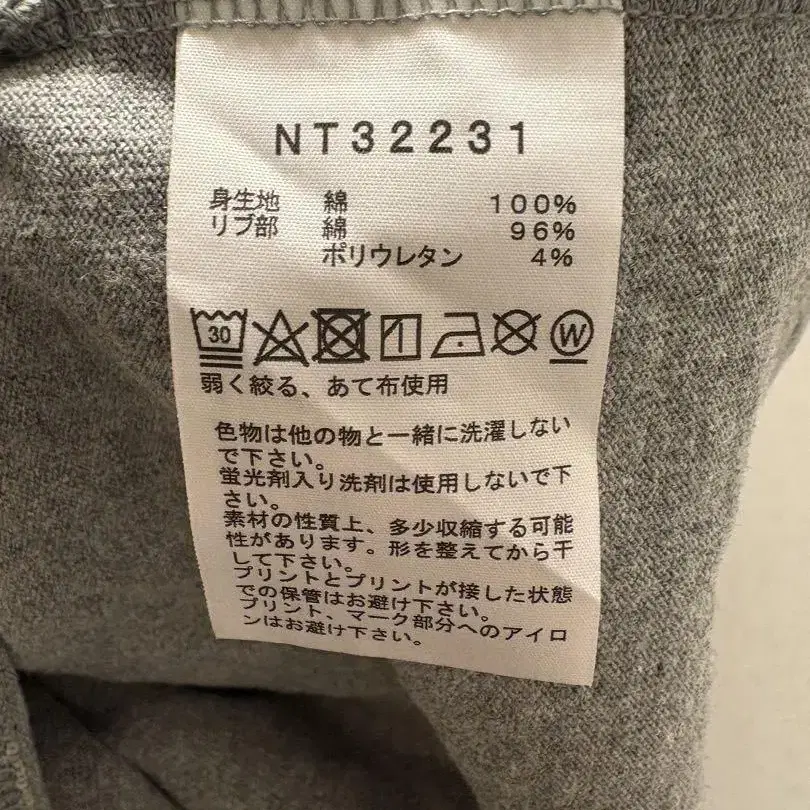 NT32231
身生地 綿 100%
リブ部 綿 96%
ポリウレタン 4%
30 W
弱く絞る、あて布使用
色物は他の物と一緒に洗濯しない
で下さい。
蛍光剤入り洗剤は使用しないで下
さい。
素材の性質上、多少収縮する可能
性があります。形を整えてから干
して下さい。
プリントとプリントが接した状態
での保管はお避け下さい。
プリント、マーク部分へのアイロ
ンはお避け下さい。